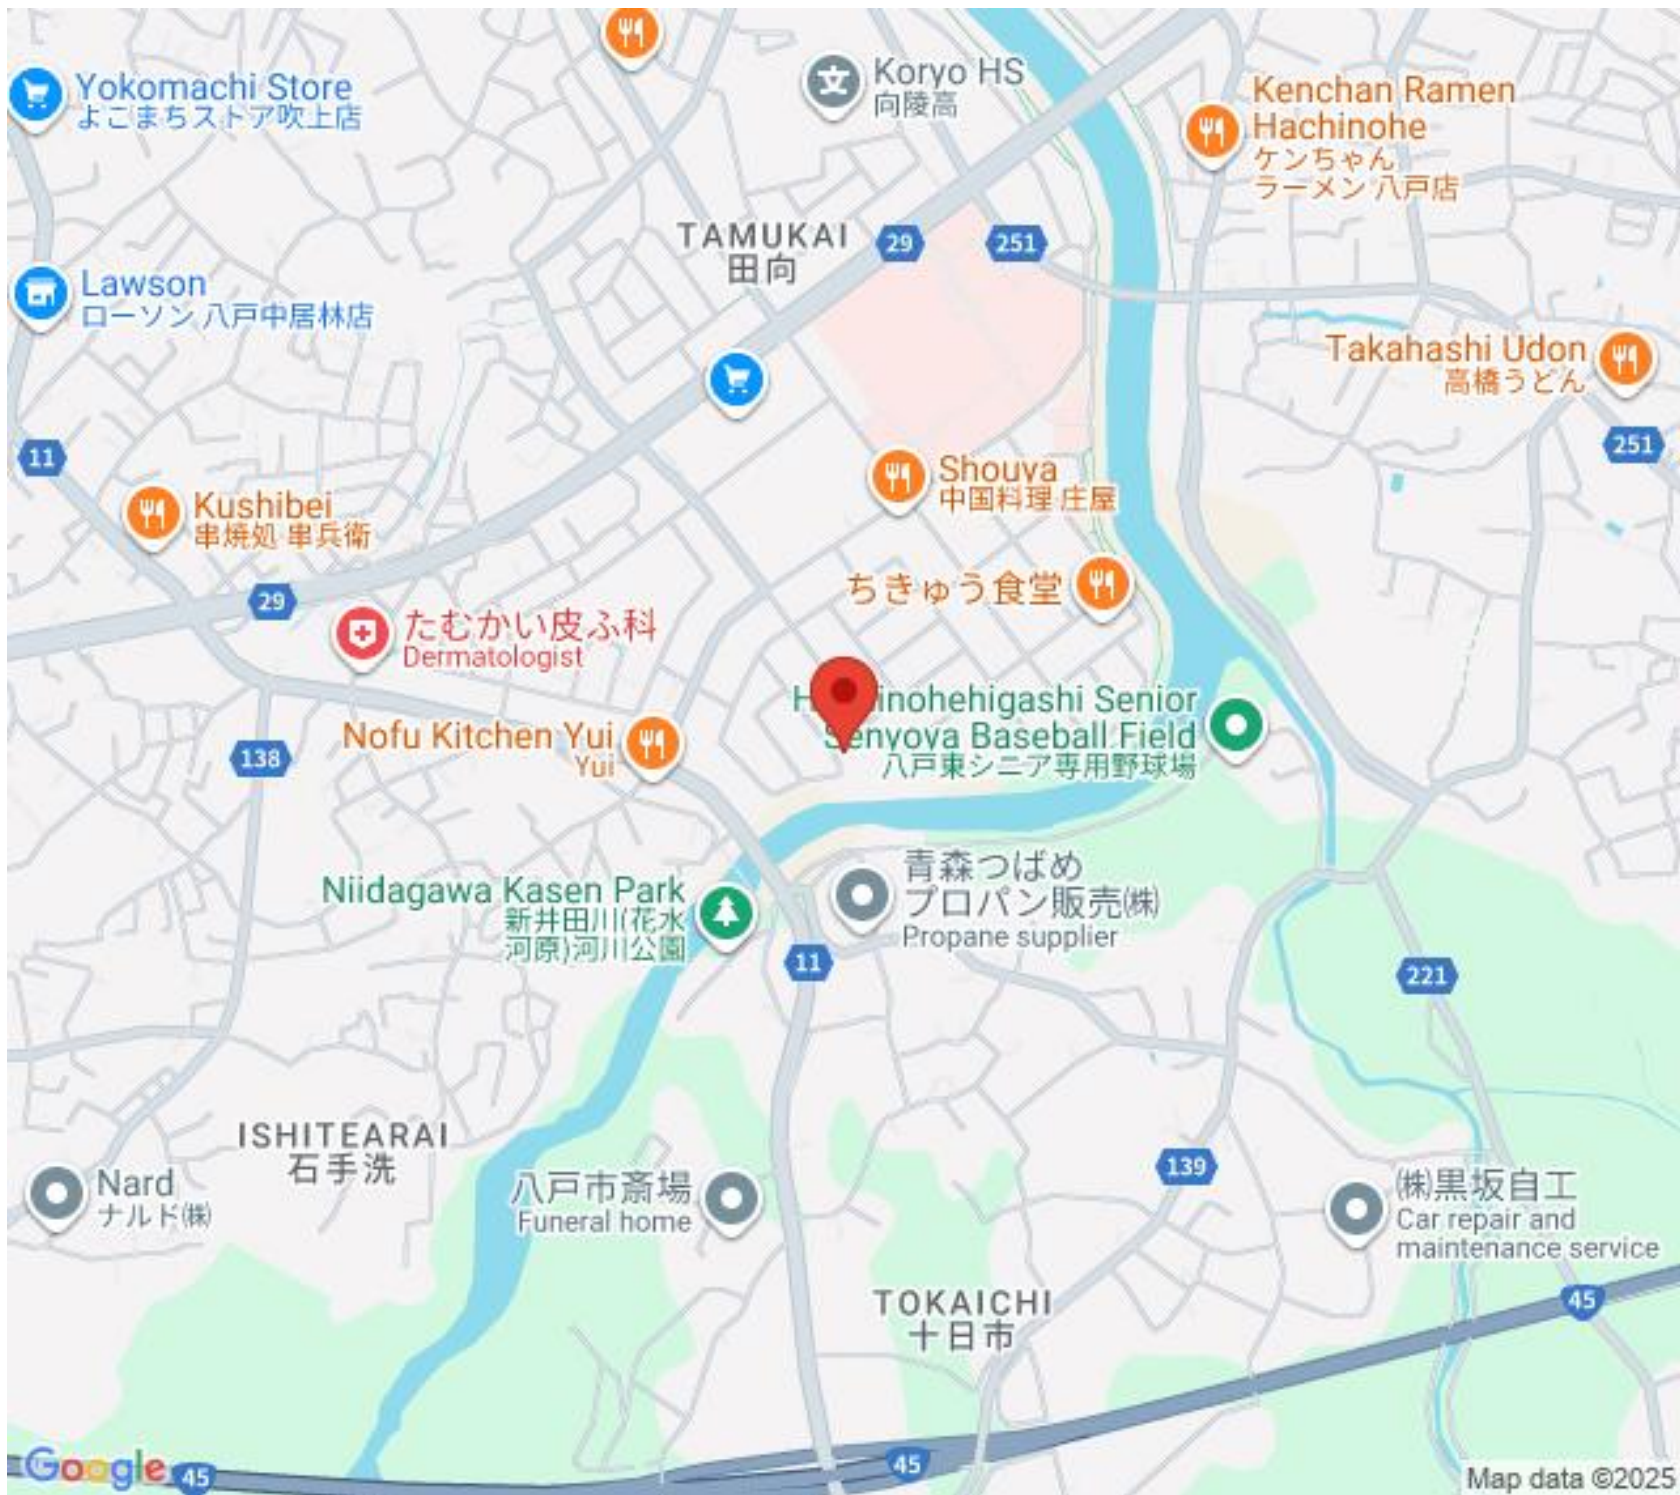 Koryo HS
向陵高
Yokomachi Store
よこまちストア吹上店
Kenchan Ramen
Hachinohe
ケンちゃん
ラーメン 八戸店
TAMUKAI
田向
29
251
Lawson
ローソン 八戸中居林店
Takahashi Udon
高橋うどん
11
251
Shouya
中国料理 庄屋
Kushibei
串焼処 串兵衛
ちきゅう食堂
29
たむかい皮ふ科
Dermatologist
inohehigashi Senior
Senyova Baseball Field
八戸東シニア専用野球場
Nofu Kitchen Yui
Yui
138
青森つばめ
プロパン販売㈱
Propane supplier
Niidagawa Kasen Park
新井田川(花水
河原)河川公園
11
221
ISHITEARAI
石手洗
139
Nard
ナルド㈱
八戸市斎場
Funeral home
㈱黒坂自工
Car repair and
maintenance service
TOKAICHI
十日市
45
45
Google
45
Map data ©2025